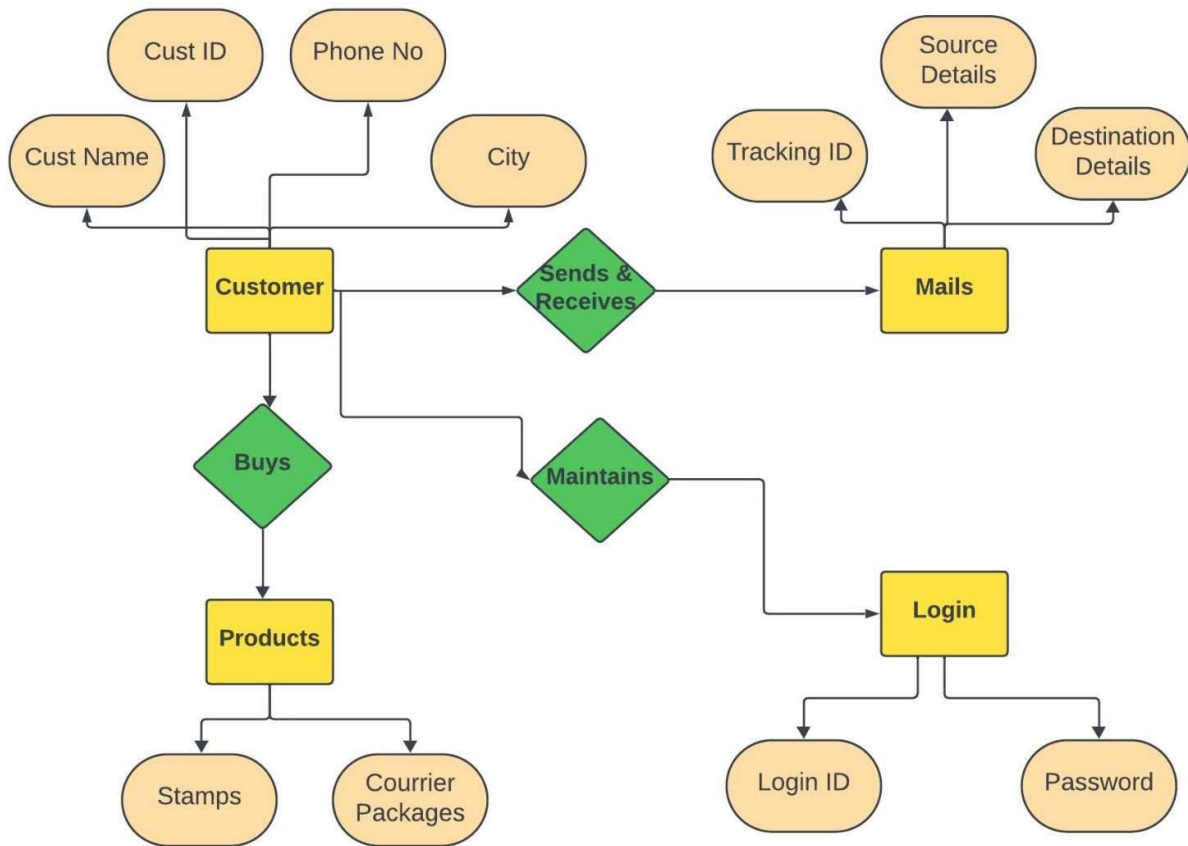 Cust ID
Phone No
Source
Details
Cust Name
City
Tracking ID
Destination
Details
Customer
Sends &
Receives
Mails
Buys
Maintains
Products
Login
Stamps
Courrier
Packages
Login ID
Password